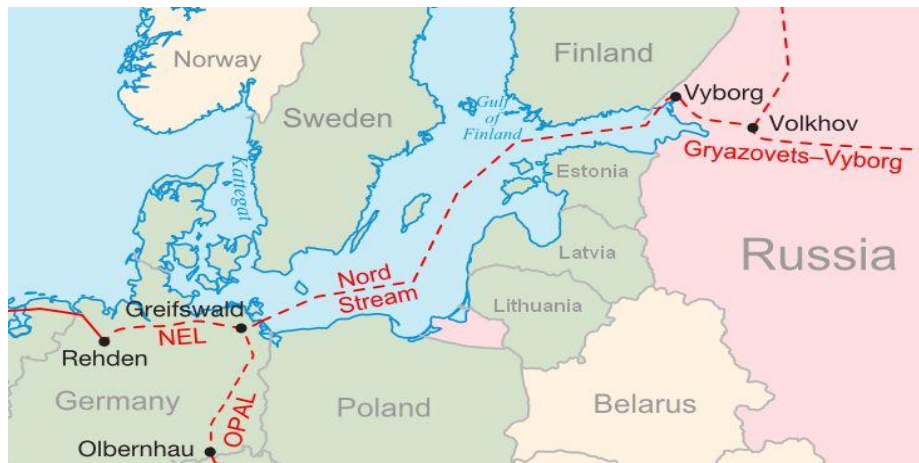 Norway
Finland
Sweden
Gulf
of
Finland
Vyborg
Volkhov
Gryazovets–Vyborg
Kattegat
Estonia
Latvia
Russia
Nord
Stream
Lithuania
Greifswald
NEL
Rehden
Germany
OPAL
Poland
Belarus
Olbernhau